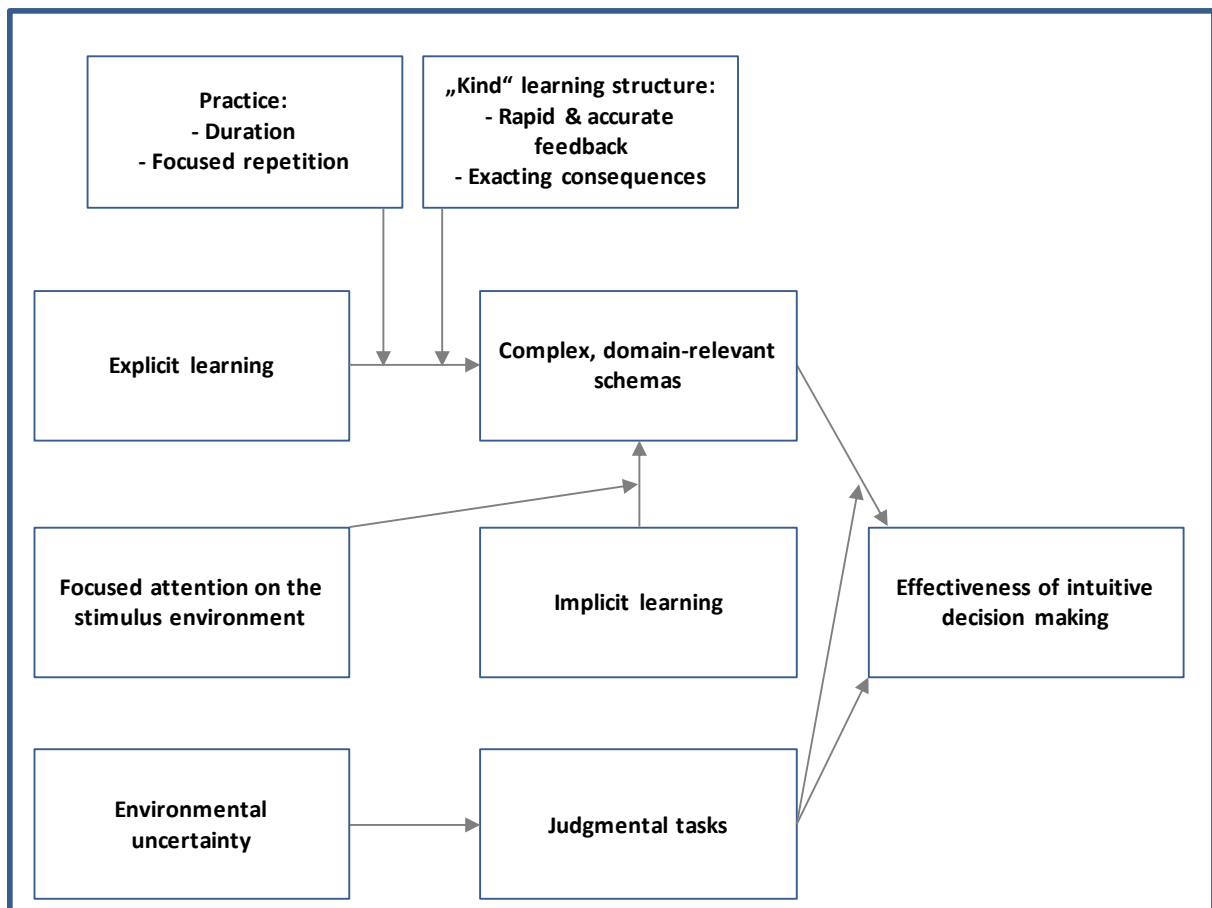 Practice:
- Duration
- Focused repetition
„Kind“ learning structure:
- Rapid & accurate
feedback
- Exacting consequences
Explicit learning
Complex, domain-relevant
schemas
Focused attention on the
stimulus environment
Implicit learning
Effectiveness of intuitive
decision making
Environmental
uncertainty
Judgmental tasks